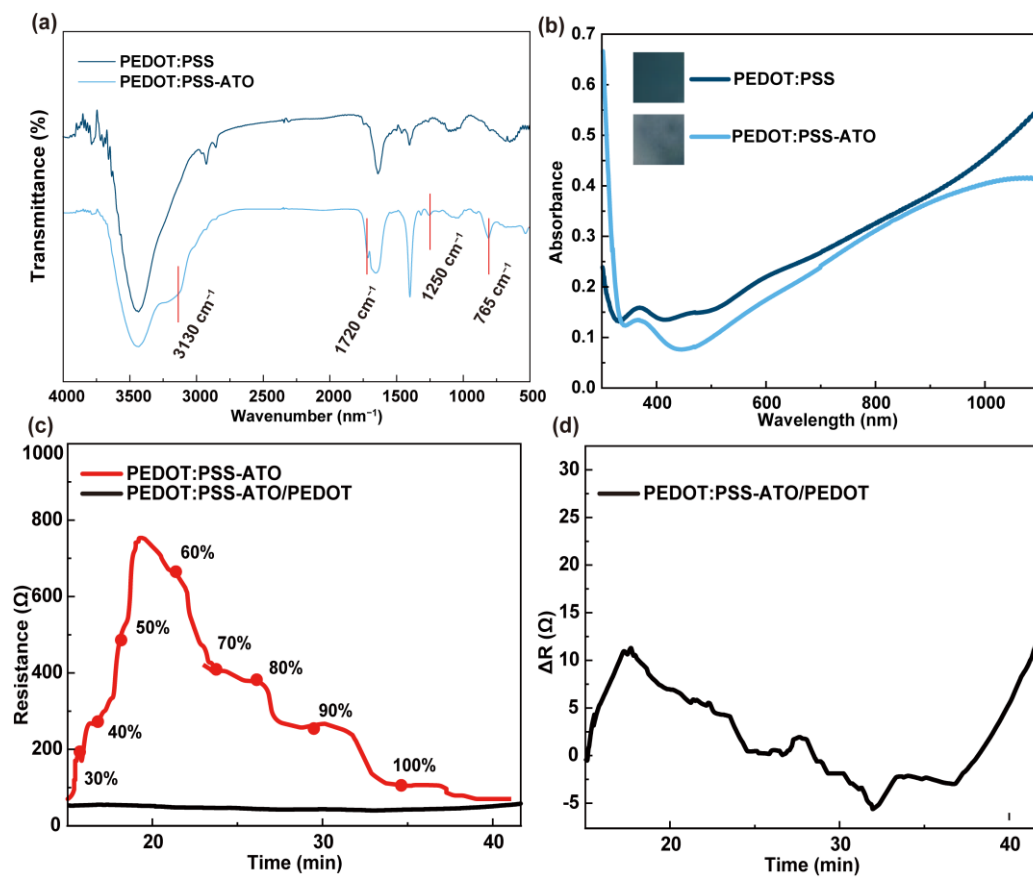 (a)
PEDOT:PSS
PEDOT:PSS-ATO
Transmittance (%)
3130 cm⁻¹
1720 cm⁻¹
1250 cm⁻¹
765 cm⁻¹
4000 3500 3000 2500 2000 1500 1000 500
Wavenumber (nm⁻¹)
(b)
0.7
0.6
0.5
0.4
0.3
0.2
0.1
0.0
Absorbance
PEDOT:PSS
PEDOT:PSS-ATO
400 600 800 1000
Wavelength (nm)
(c)
1000
800
600
400
200
0
Resistance (Ω)
PEDOT:PSS-ATO
PEDOT:PSS-ATO/PEDOT
30%
40%
50%
60%
70%
80%
90%
100%
20 30 40
Time (min)
(d)
30
25
20
15
10
5
0
-5
ΔR (Ω)
PEDOT:PSS-ATO/PEDOT
20 30 40
Time (min)